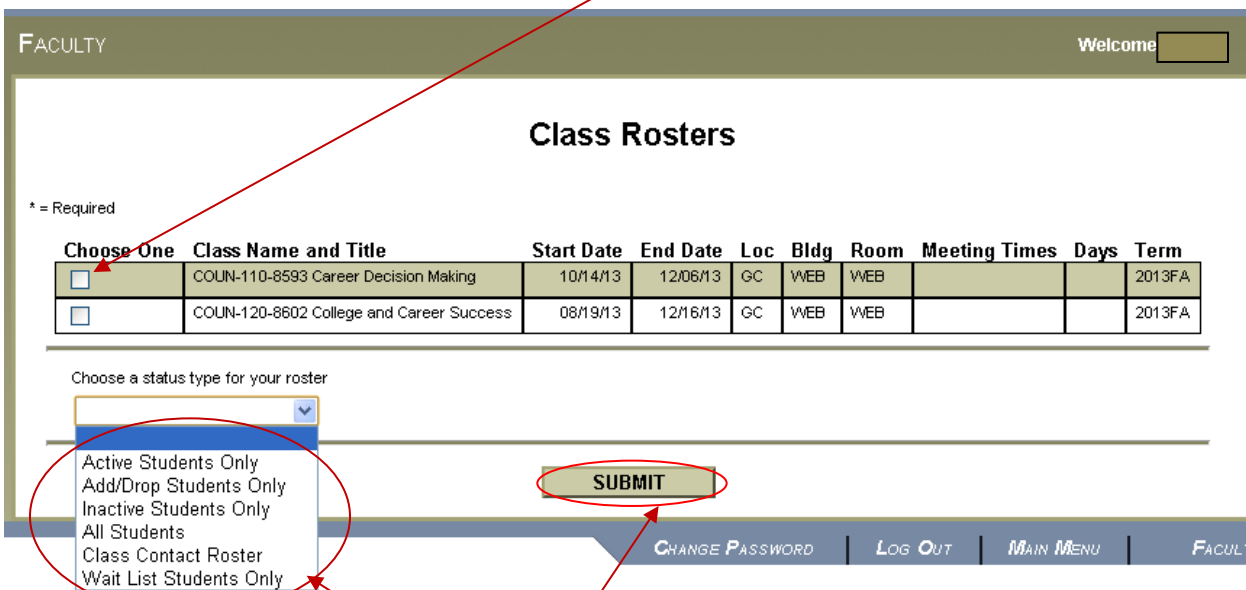 FACULTY Welcome
Class Rosters
* = Required
Choose One Class Name and Title Start Date End Date Loc Bldg Room Meeting Times Days Term
COUN-110-8593 Career Decision Making 10/14/13 12/06/13 GC WEB WEB 2013FA
COUN-120-8602 College and Career Success 08/19/13 12/16/13 GC WEB WEB 2013FA
Choose a status type for your roster
Active Students Only
Add/Drop Students Only
Inactive Students Only
All Students
Class Contact Roster
Wait List Students Only
SUBMIT
CHANGE PASSWORD LOG OUT MAIN MENU FACULT